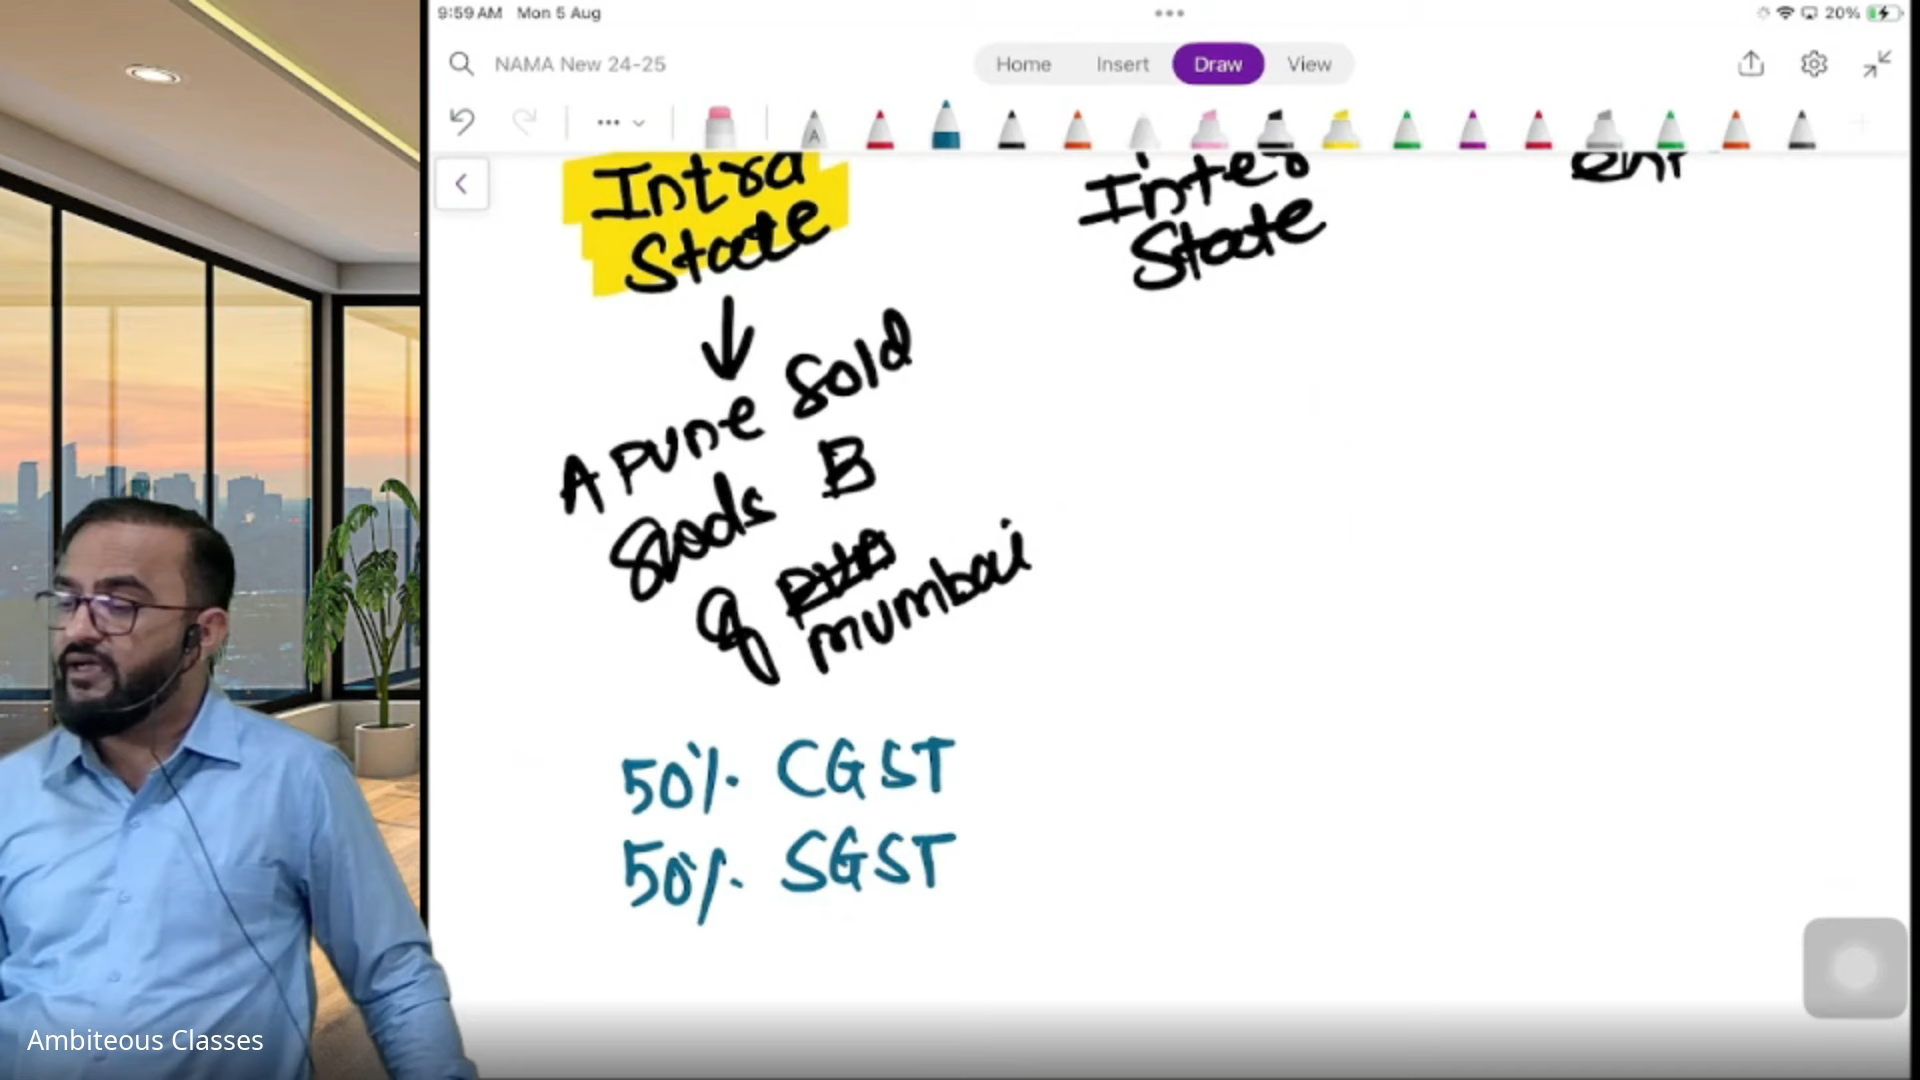 9:59 AM Mon 5 Aug
20%
NAMA New 24-25
Home Insert Draw View
A
Intra
State
Inter
State
A Pune Sold
Goods B
of
mumbai
50% CGST
50% SGST
Ambiteous Classes